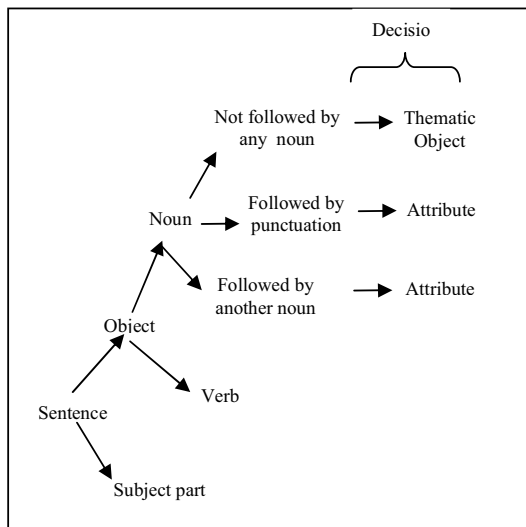 Decisio
Not followed by
any noun
Thematic
Object
Noun
Followed by
punctuation
Attribute
Followed by
another noun
Attribute
Object
Verb
Sentence
Subject part